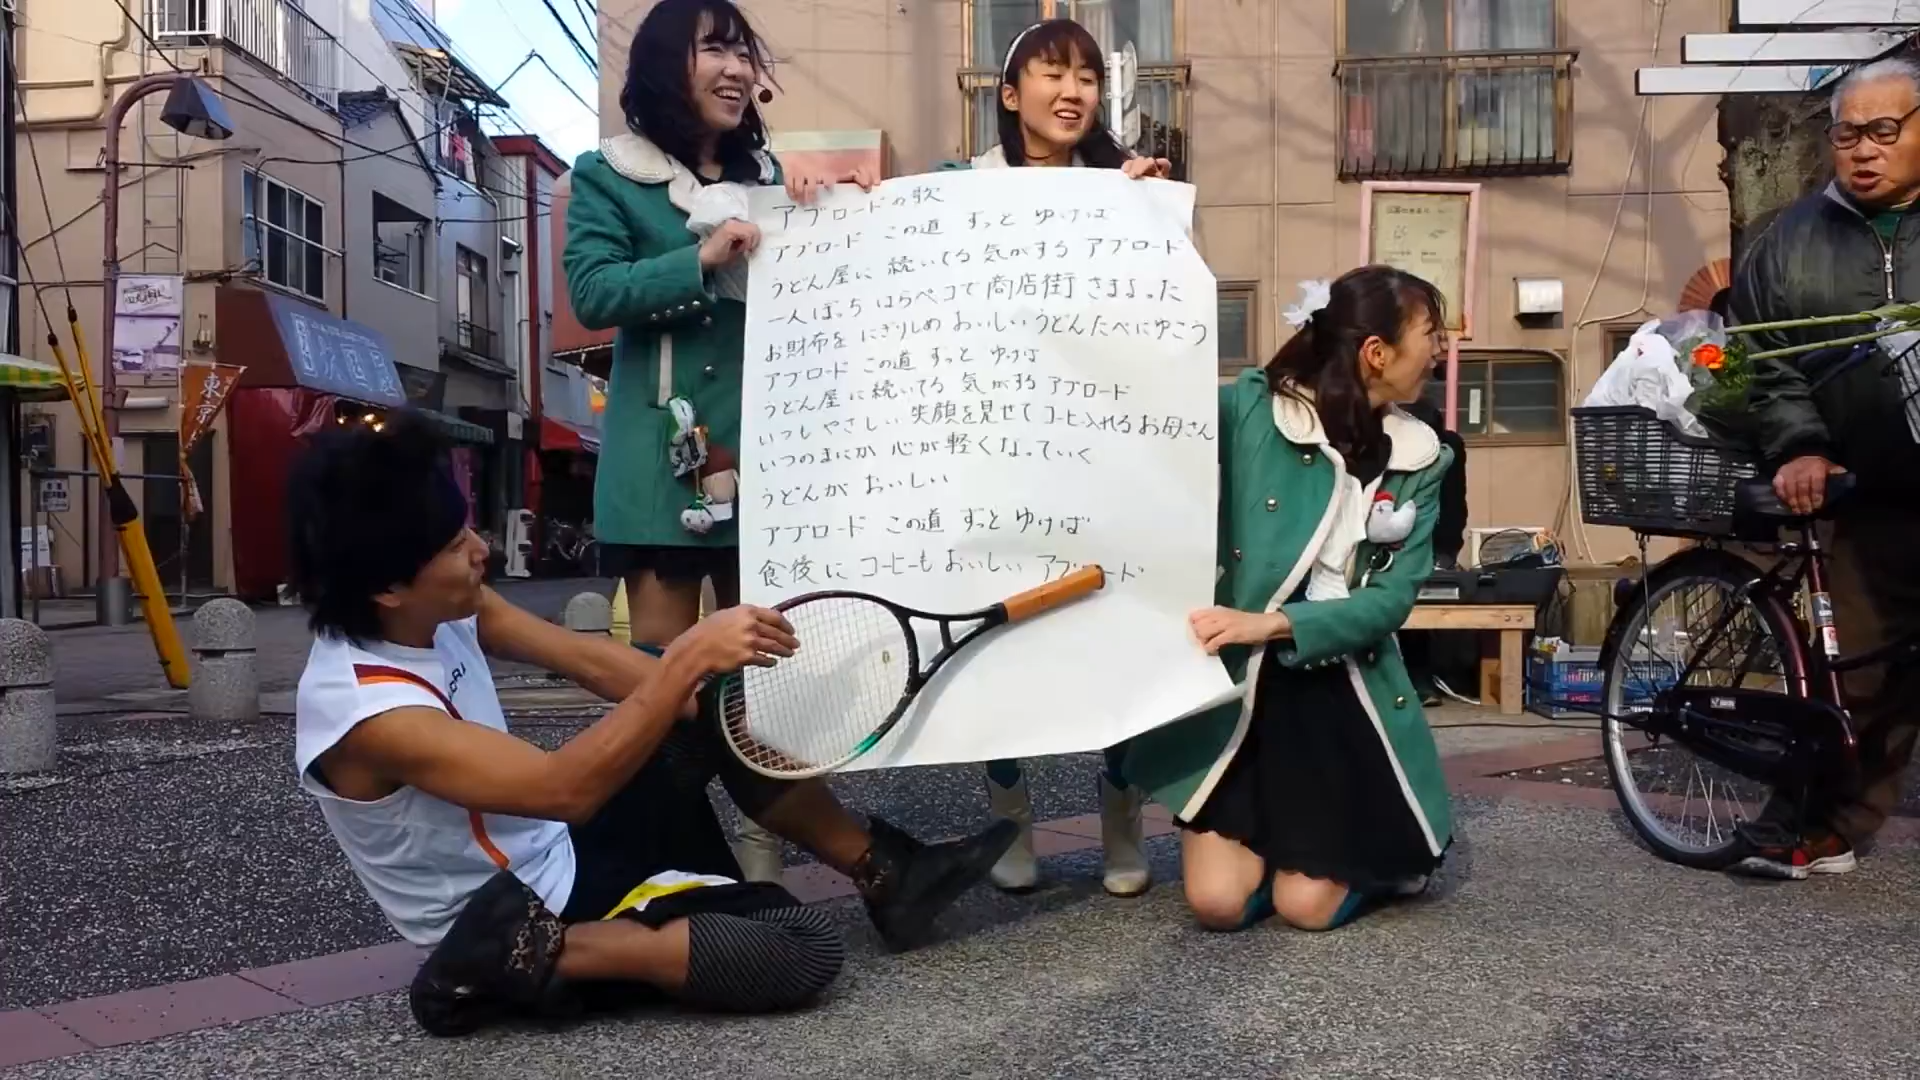 アブロードの歌
アブロード この道 ずっと ゆけば
うどん屋に 続いてる 気がする アブロード
一人ぼっち はらペコで 商店街 さまよった
お財布を にぎりしめ おいしい うどん たべにゆこう
アブロード この道 ずっと ゆけば
うどん屋に 続いてる 気がする アブロード
いつも やさしい 笑顔を見せて コーヒ入れる お母さん
いつのまにか 心が 軽くなっていく
うどんが おいしい
アブロード この道 ずっと ゆけば
食後に コーヒーも おいしい アブ ード
東京